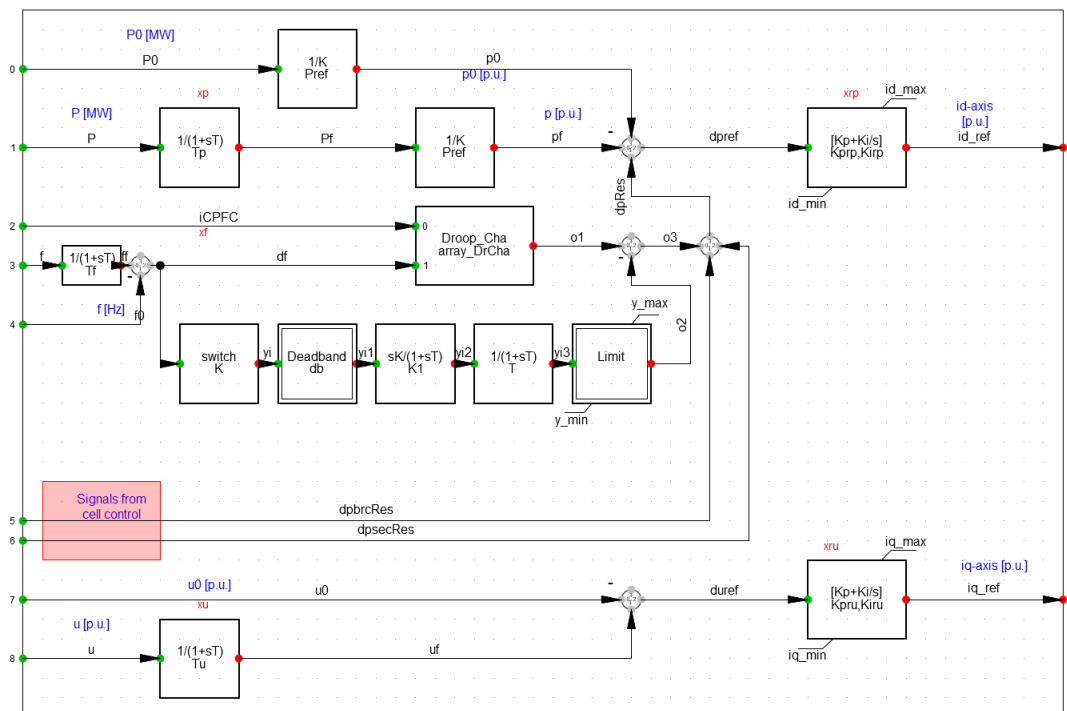 P0 [MW]
0
P0
1/K
Pref
p0
p0 [p.u.]
xp
P [MW]
1
P
1/(1+sT)
Tp
Pf
1/K
Pref
p [p.u.]
pf
-
dpref
xrp
id_max
[Kp+Ki/s]
Kprp,Kirp
id_min
id-axis
[p.u.]
id_ref
2
iCPFC
xf
0
1
Droop_Cha
array_DrCha
o1
-
o3
dpRes
3
f
1/(1+sT)
Tf
ff
-
df
f [Hz]
f0
4
switch
K
yi
Deadband
db
yi1
sK/(1+sT)
K1
yi2
1/(1+sT)
T
yi3
y_max
Limit
y_min
o2
Signals from
cell control
5
dpbrcRes
6
dpsecRes
u0 [p.u.]
7
u0
xu
-
duref
xru
iq_max
[Kp+Ki/s]
Kpru,Kiru
iq_min
iq-axis [p.u.]
iq_ref
u [p.u.]
8
u
1/(1+sT)
Tu
uf